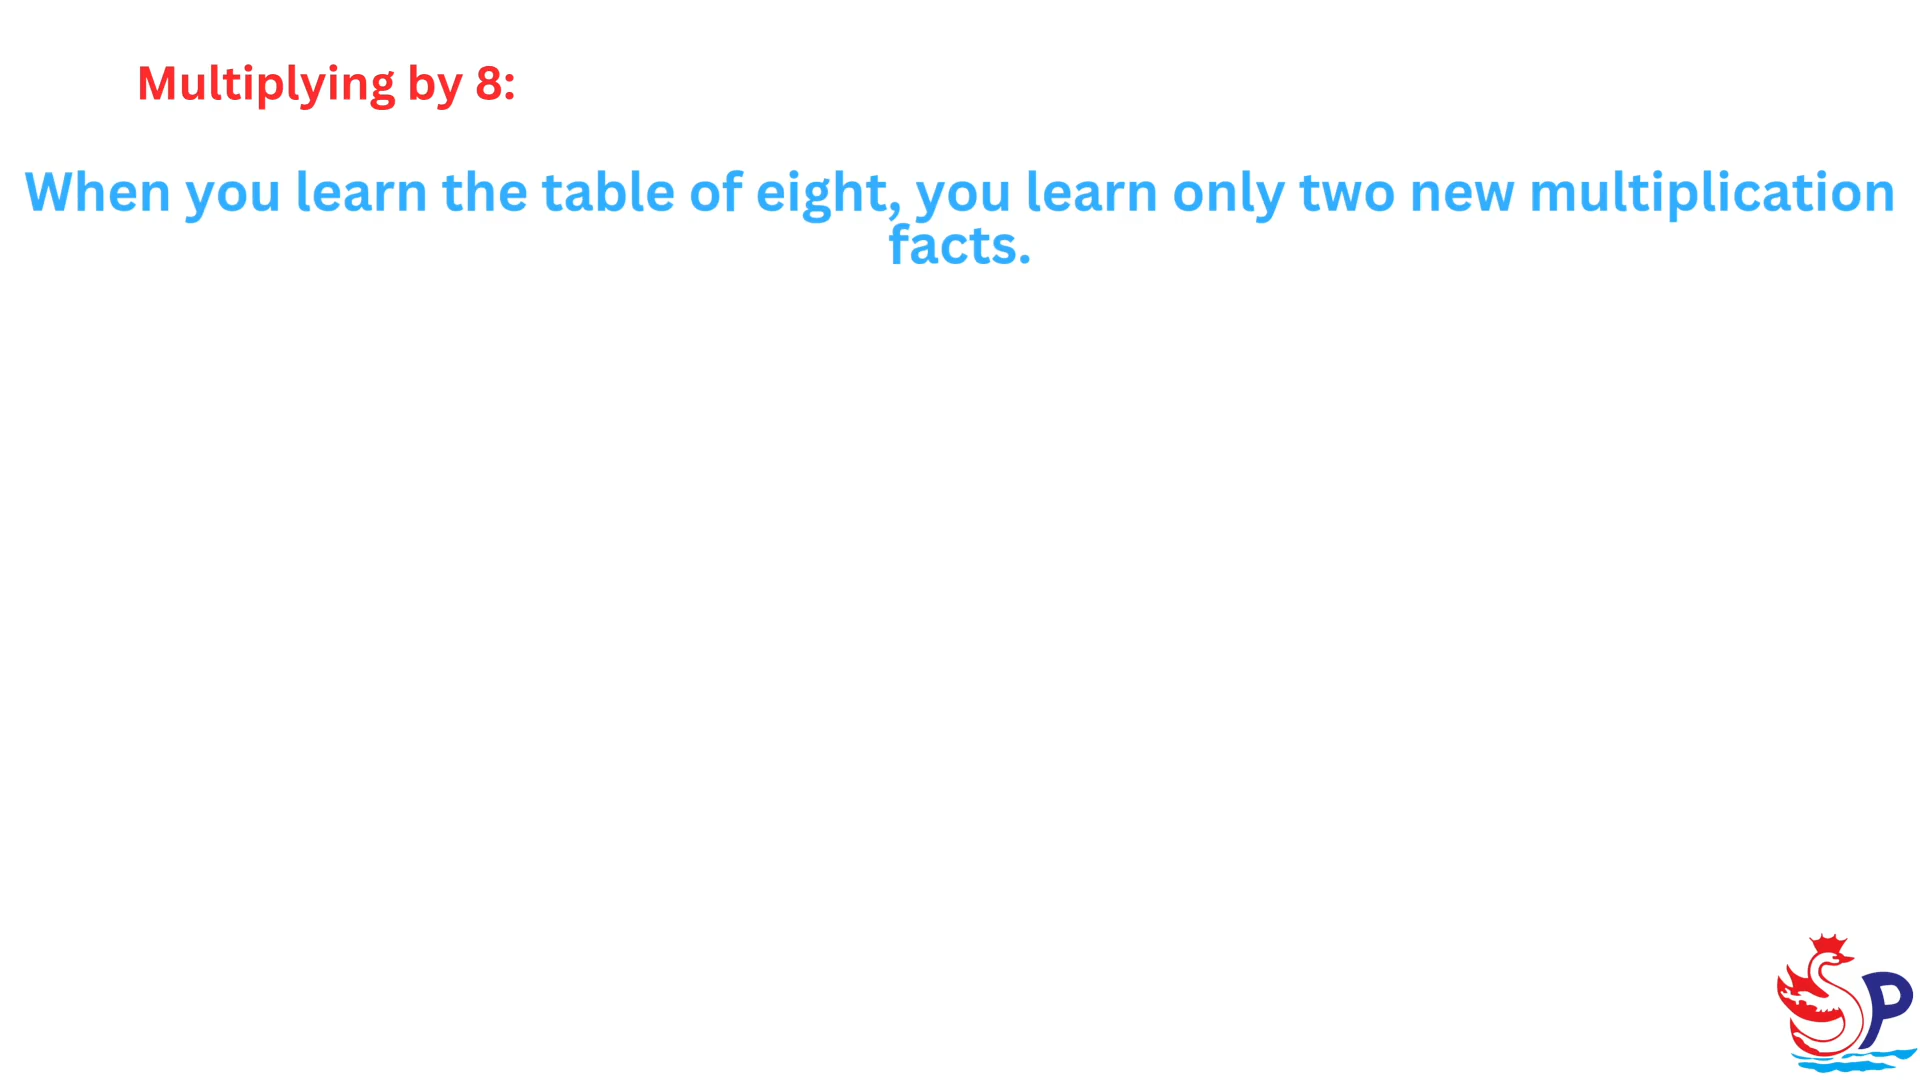 Multiplying by 8:
When you learn the table of eight, you learn only two new multiplication
facts.
P